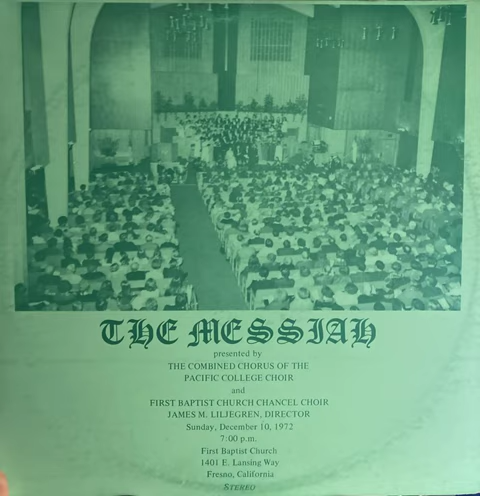 THE MESSIAH
presented by
THE COMBINED CHORUS OF THE
PACIFIC COLLEGE CHOIR
and
FIRST BAPTIST CHURCH CHANCEL CHOIR
JAMES M. LILJEGREN, DIRECTOR
Sunday, December 10, 1972
7:00 p.m.
First Baptist Church
1401 E. Lansing Way
Fresno, California
STEREO